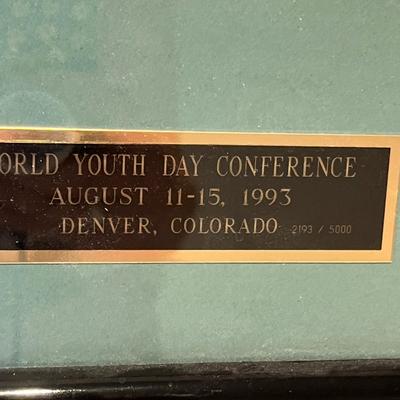 ORLD YOUTH DAY CONFERENCE
AUGUST 11-15, 1993
DENVER, COLORADO 2193 / 5000